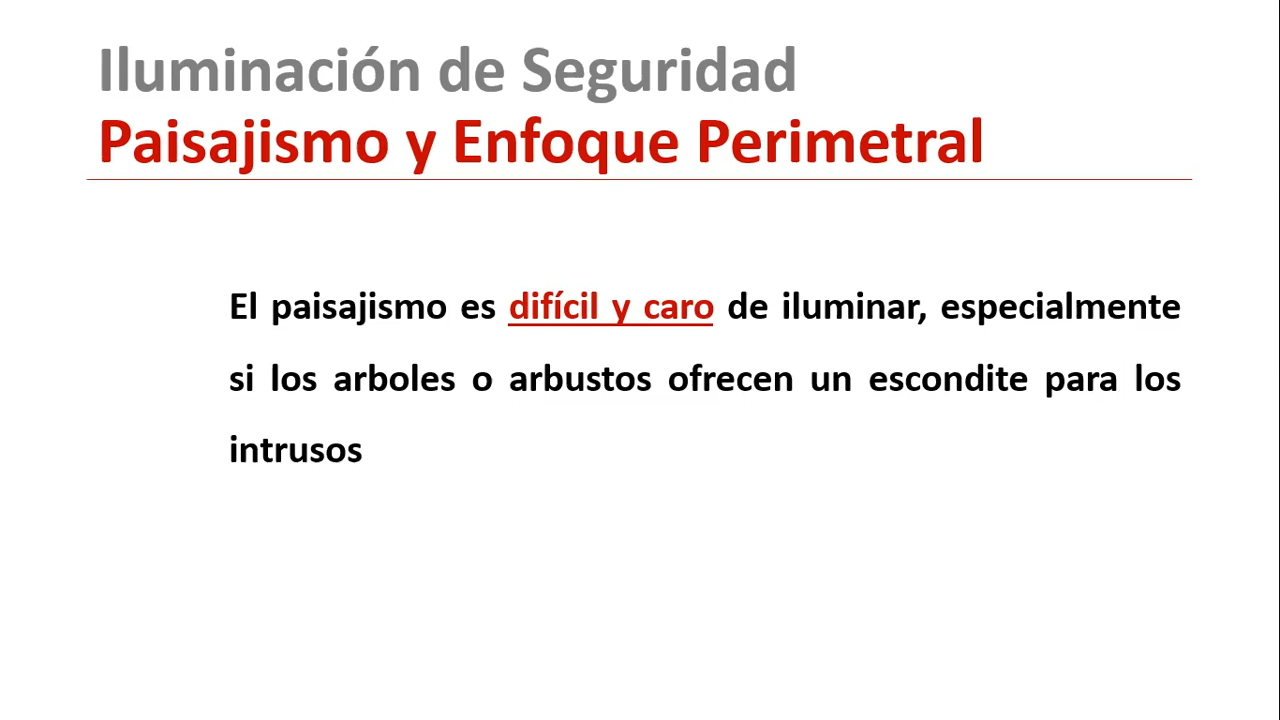 Iluminación de Seguridad
Paisajismo y Enfoque Perimetral
El paisajismo es difícil y caro de iluminar, especialmente
si los arboles o arbustos ofrecen un escondite para los
intrusos